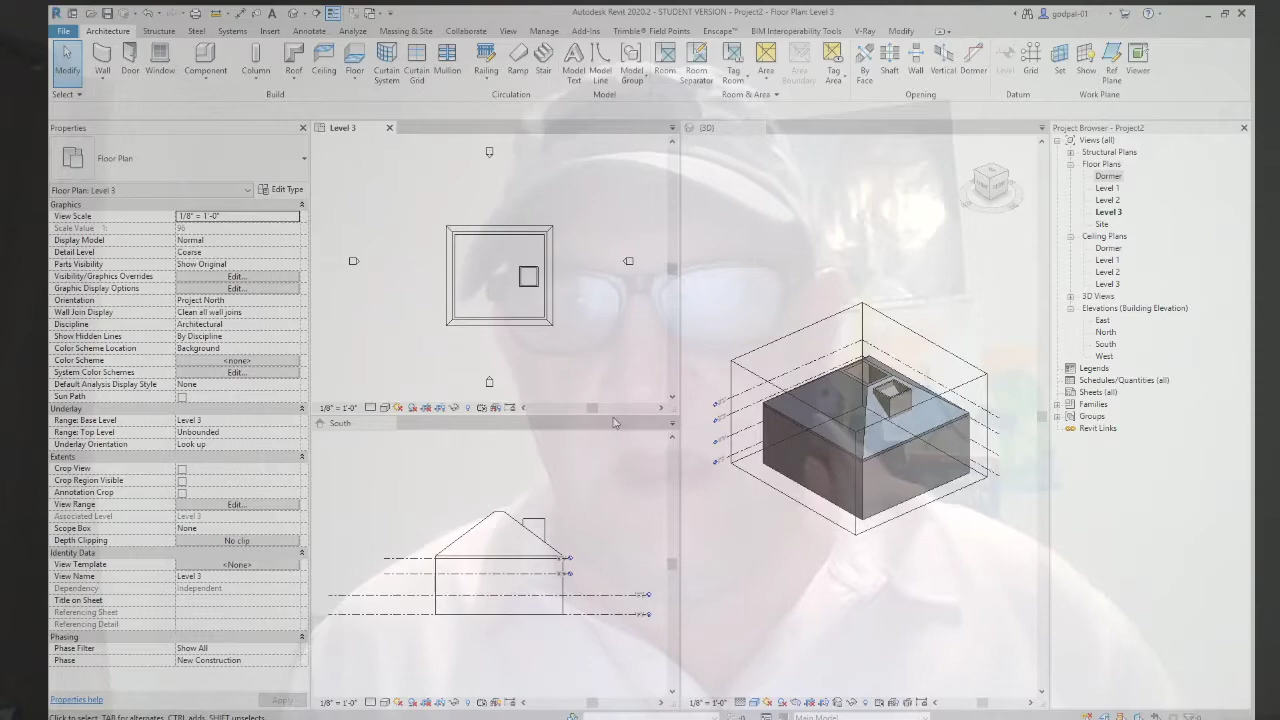 Autodesk Revit 2020.2 - STUDENT VERSION - Project2 - Floor Plan: Level 3
godpal-01
File Architecture Structure Steel Systems Insert Annotate Analyze Massing & Site Collaborate View Manage Add-Ins Trimble® Field Points Enscape™ BIM Interoperability Tools V-Ray Modify
Modify Wall Door Window Component Column Roof Ceiling Floor Curtain System Curtain Grid Mullion Railing Ramp Stair Model Text Model Line Model Group Room Room Separator Tag Room Area Area Boundary Tag Area By Face Shaft Wall Vertical Dormer Level Grid Set Show Ref Plane Viewer
Select Build Circulation Model Room & Area Opening Datum Work Plane
Properties
Floor Plan
Floor Plan: Level 3 Edit Type
Graphics
View Scale 1/8" = 1'-0"
Scale Value 1: 96
Display Model Normal
Detail Level Coarse
Parts Visibility Show Original
Visibility/Graphics Overrides Edit...
Graphic Display Options Edit...
Orientation Project North
Wall Join Display Clean all wall joins
Discipline Architectural
Show Hidden Lines By Discipline
Color Scheme Location Background
Color Scheme <none>
System Color Schemes Edit...
Default Analysis Display Style None
Sun Path
Underlay
Range: Base Level Level 3
Range: Top Level Unbounded
Underlay Orientation Look up
Extents
Crop View
Crop Region Visible
Annotation Crop
View Range Edit...
Associated Level Level 3
Scope Box None
Depth Clipping No clip
Identity Data
View Template <None>
View Name Level 3
Dependency Independent
Title on Sheet
Referencing Sheet
Referencing Detail
Phasing
Phase Filter Show All
Phase New Construction
Properties help Apply
Click to select, TAB for alternates, CTRL adds, SHIFT unselects.
Level 3
1/8" = 1'-0"
South
1/8" = 1'-0"
{3D}
1/8" = 1'-0"
Main Model
Project Browser - Project2
Views (all)
Structural Plans
Floor Plans
Dormer
Level 1
Level 2
Level 3
Site
Ceiling Plans
Dormer
Level 1
Level 2
Level 3
3D Views
Elevations (Building Elevation)
East
North
South
West
Legends
Schedules/Quantities (all)
Sheets (all)
Families
Groups
Revit Links